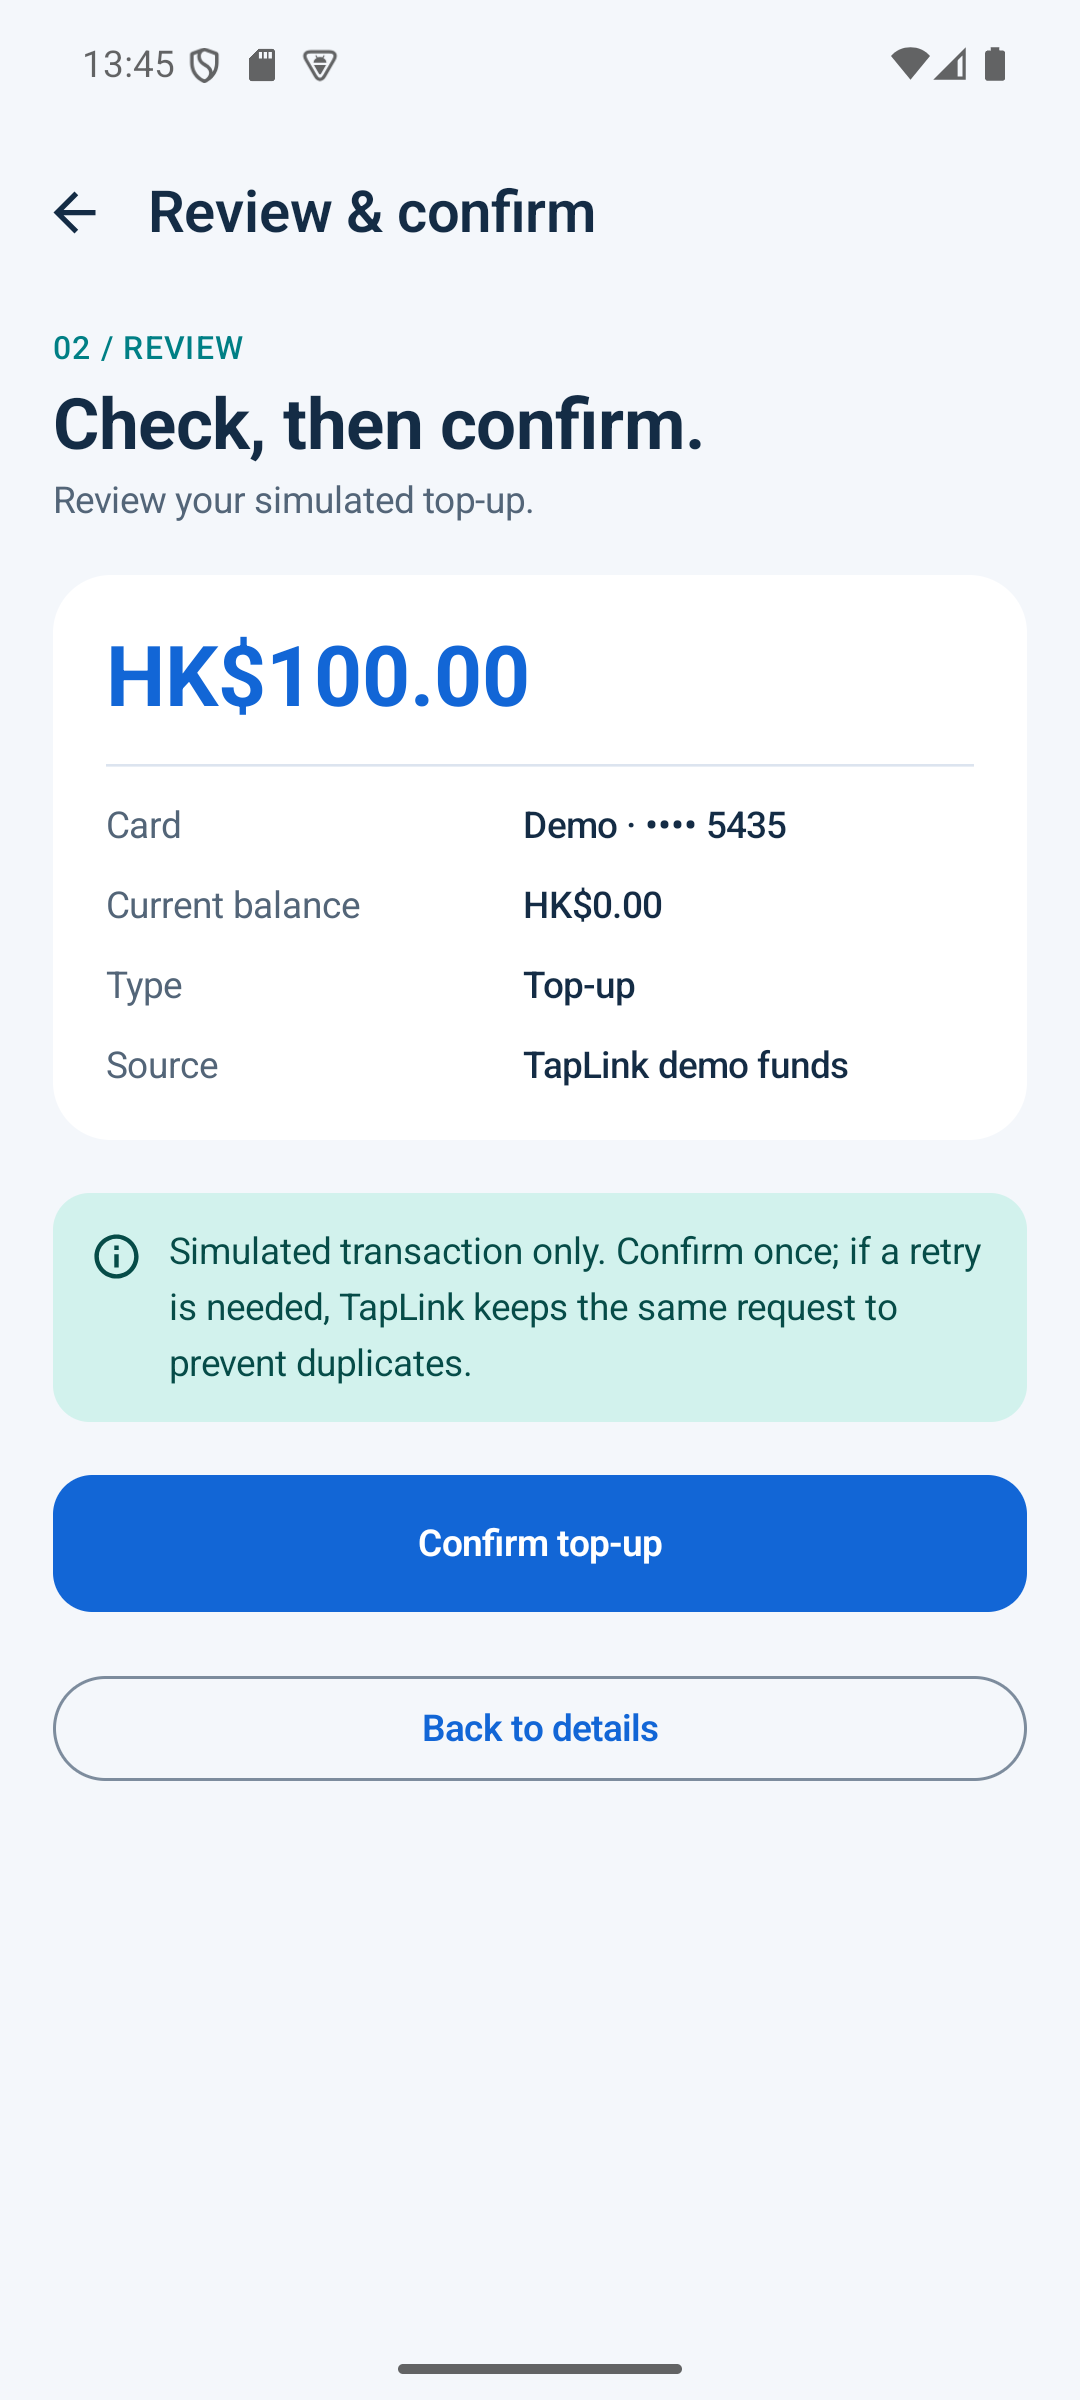 13:45
Review & confirm
02 / REVIEW
Check, then confirm.
Review your simulated top-up.
HK$100.00
Card Demo · •••• 5435
Current balance HK$0.00
Type Top-up
Source TapLink demo funds
Simulated transaction only. Confirm once; if a retry
is needed, TapLink keeps the same request to
prevent duplicates.
Confirm top-up
Back to details